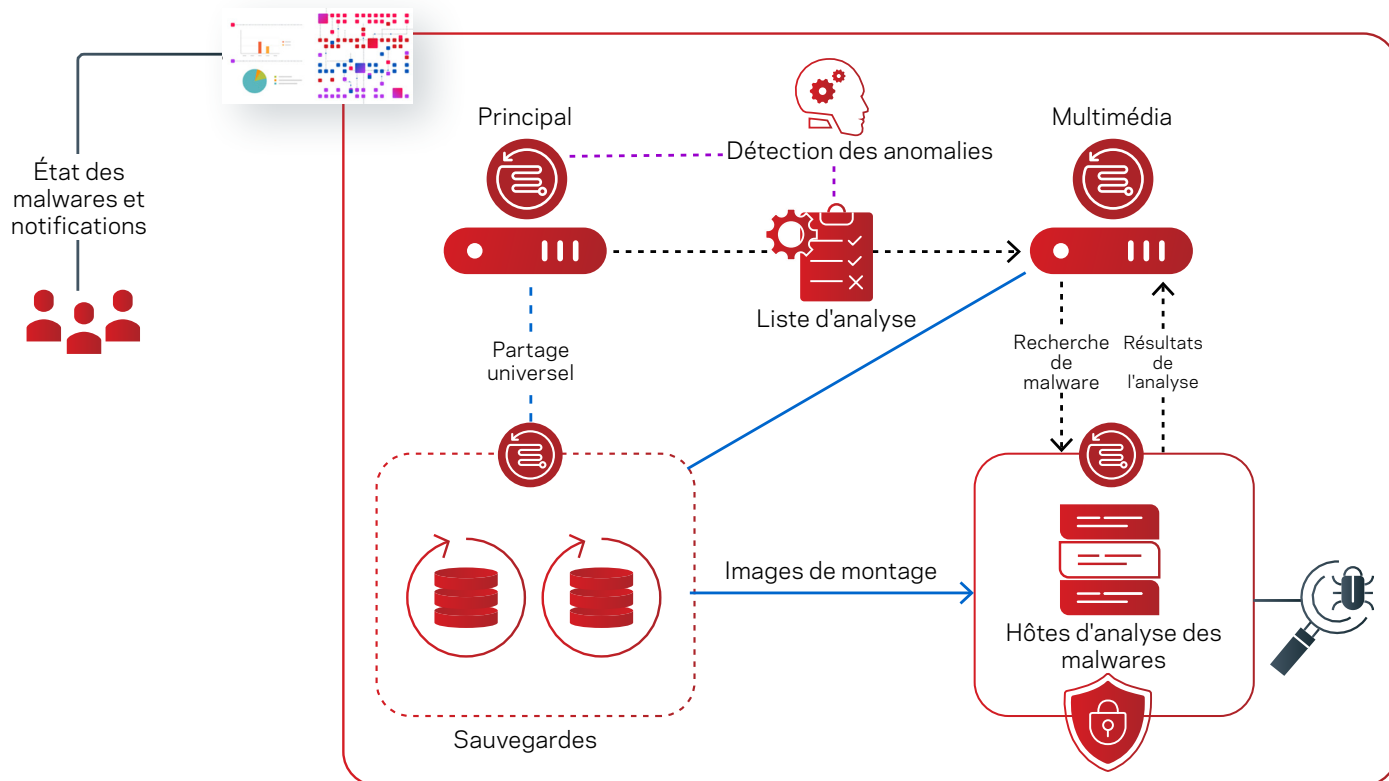 Principal
Multimédia
Détection des anomalies
État des
malwares et
notifications
Liste d'analyse
Partage
universel
Recherche
de
malware
Résultats
de
l'analyse
Images de montage
Hôtes d'analyse des
malwares
Sauvegardes